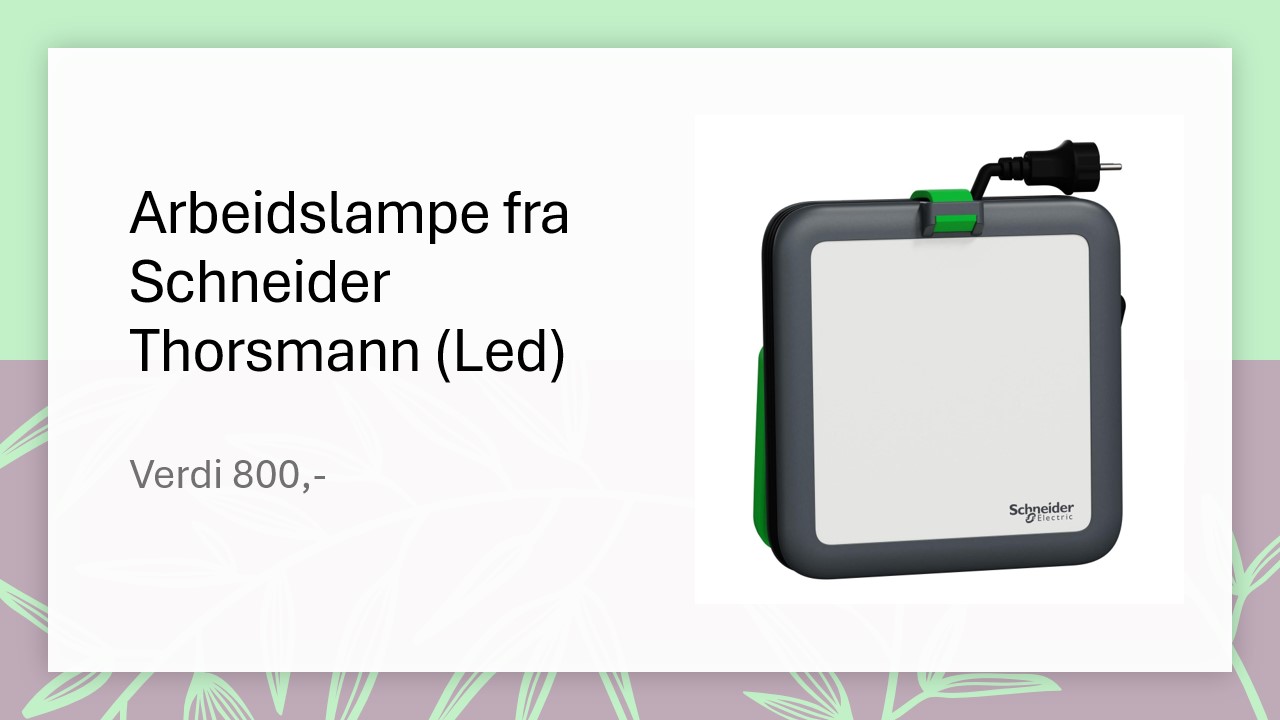 Arbeidslampe fra
Schneider
Thorsmann (Led)
Verdi 800,-
Schneider
Electric